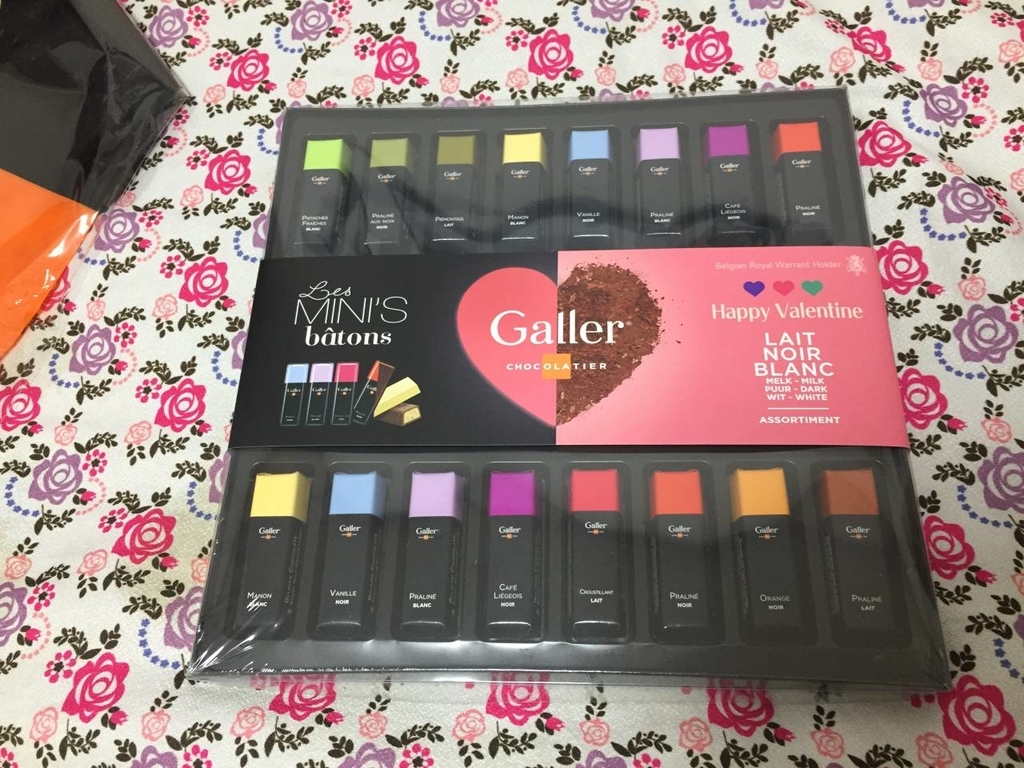 Galler
PISTACHES
FRAÎCHES
BLANC
Galler
PRALINÉ
AUX NOIX
NOIR
Galler
PIÉMONTAIS
LAIT
Galler
MANON
BLANC
Galler
VANILLE
NOIR
Galler
PRALINÉ
BLANC
Galler
CAFÉ
LIÉGEOIS
NOIR
Galler
PRALINÉ
NOIR
Les
MINI'S
bâtons
Galler
CHOCOLATIER
Belgian Royal Warrant Holder
Happy Valentine
LAIT
NOIR
BLANC
MELK - MILK
PUUR - DARK
WIT - WHITE
ASSORTIMENT
Galler
MANON
BLANC
Galler
VANILLE
NOIR
Galler
PRALINÉ
BLANC
Galler
CAFÉ
LIÉGEOIS
NOIR
Galler
CROUSTILLANT
LAIT
Galler
PRALINÉ
NOIR
Galler
ORANGE
NOIR
Galler
PRALINÉ
LAIT